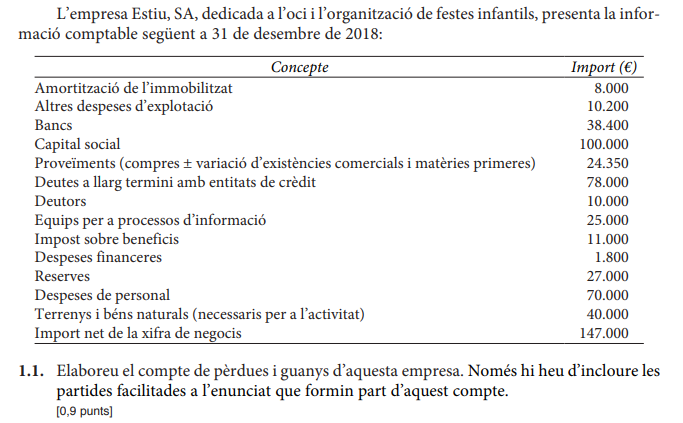 L'empresa Estiu, SA, dedicada a l'oci i l'organització de festes infantils, presenta la infor-
mació comptable següent a 31 de desembre de 2018:
Concepte Import (€)
Amortització de l'immobilitzat 8.000
Altres despeses d'explotació 10.200
Bancs 38.400
Capital social 100.000
Proveïments (compres ± variació d'existències comercials i matèries primeres) 24.350
Deutes a llarg termini amb entitats de crèdit 78.000
Deutors 10.000
Equips per a processos d'informació 25.000
Impost sobre beneficis 11.000
Despeses financeres 1.800
Reserves 27.000
Despeses de personal 70.000
Terrenys i béns naturals (necessaris per a l'activitat) 40.000
Import net de la xifra de negocis 147.000
1.1. Elaboreu el compte de pèrdues i guanys d'aquesta empresa. Només hi heu d'incloure les
partides facilitades a l'enunciat que formin part d'aquest compte.
[0,9 punts]